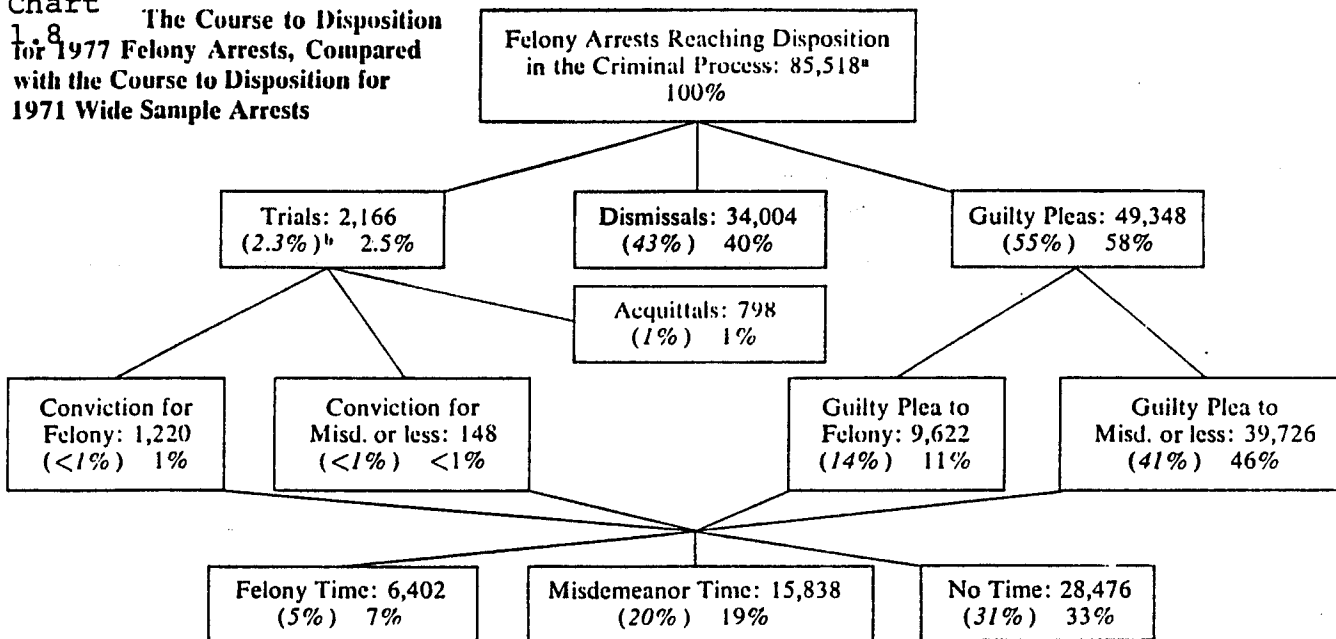 Chart
1.8
The Course to Disposition
for 1977 Felony Arrests, Compared
with the Course to Disposition for
1971 Wide Sample Arrests
Felony Arrests Reaching Disposition
in the Criminal Process: 85,518ᵃ
100%
Trials: 2,166
(2.3%)ᵇ 2.5%
Dismissals: 34,004
(43%) 40%
Guilty Pleas: 49,348
(55%) 58%
Acquittals: 798
(1%) 1%
Conviction for
Felony: 1,220
(<1%) 1%
Conviction for
Misd. or less: 148
(<1%) <1%
Guilty Plea to
Felony: 9,622
(14%) 11%
Guilty Plea to
Misd. or less: 39,726
(41%) 46%
Felony Time: 6,402
(5%) 7%
Misdemeanor Time: 15,838
(20%) 19%
No Time: 28,476
(31%) 33%